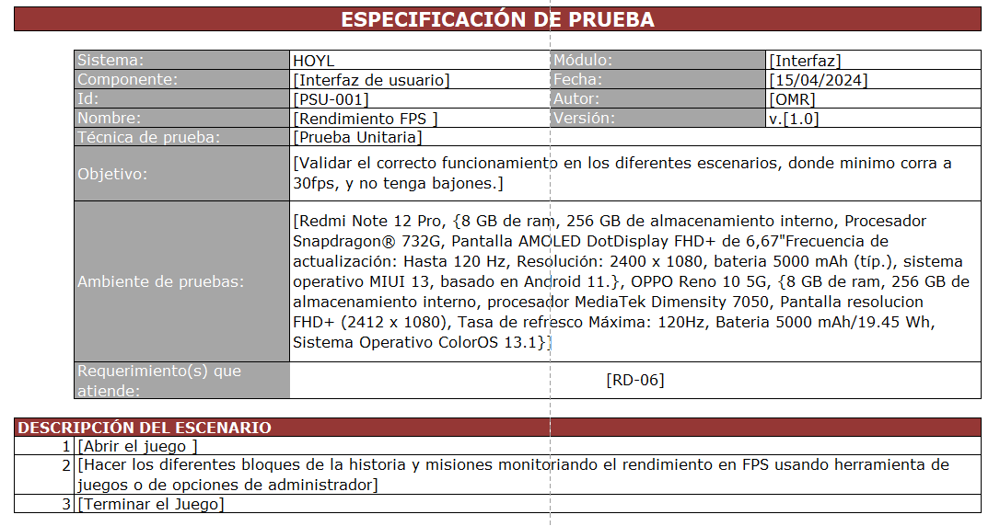 ESPECIFICACIÓN DE PRUEBA
Sistema: HOYL Módulo: [Interfaz]
Componente: [Interfaz de usuario] Fecha: [15/04/2024]
Id: [PSU-001] Autor: [OMR]
Nombre: [Rendimiento FPS ] Versión: v.[1.0]
Técnica de prueba: [Prueba Unitaria]
Objetivo:
[Validar el correcto funcionamiento en los diferentes escenarios, donde minimo corra a
30fps, y no tenga bajones.]
Ambiente de pruebas:
[Redmi Note 12 Pro, {8 GB de ram, 256 GB de almacenamiento interno, Procesador
Snapdragon® 732G, Pantalla AMOLED DotDisplay FHD+ de 6,67"Frecuencia de
actualización: Hasta 120 Hz, Resolución: 2400 x 1080, bateria 5000 mAh (típ.), sistema
operativo MIUI 13, basado en Android 11.}, OPPO Reno 10 5G, {8 GB de ram, 256 GB de
almacenamiento interno, procesador MediaTek Dimensity 7050, Pantalla resolucion
FHD+ (2412 x 1080), Tasa de refresco Máxima: 120Hz, Bateria 5000 mAh/19.45 Wh,
Sistema Operativo ColorOS 13.1}]
Requerimiento(s) que
atiende:
[RD-06]
DESCRIPCIÓN DEL ESCENARIO
1 [Abrir el juego ]
2 [Hacer los diferentes bloques de la historia y misiones monitoriando el rendimiento en FPS usando herramienta de
juegos o de opciones de administrador]
3 [Terminar el Juego]